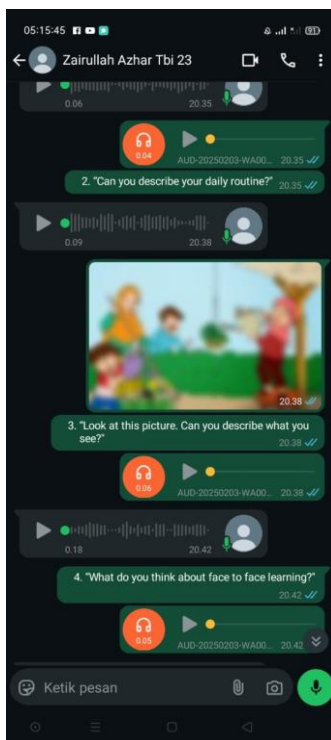 05:15:45
Zairullah Azhar Tbi 23
0.06 20.35
0.04
AUD-20250203-WA00... 20.35
2. "Can you describe your daily routine?" 20.35
0.09 20.38
20.38
3. "Look at this picture. Can you describe what you
see?" 20.38
0.06
AUD-20250203-WA00... 20.38
0.18 20.42
4. "What do you think about face to face learning?"
20.42
0.05
AUD-20250203-WA00... 20.42
Ketik pesan